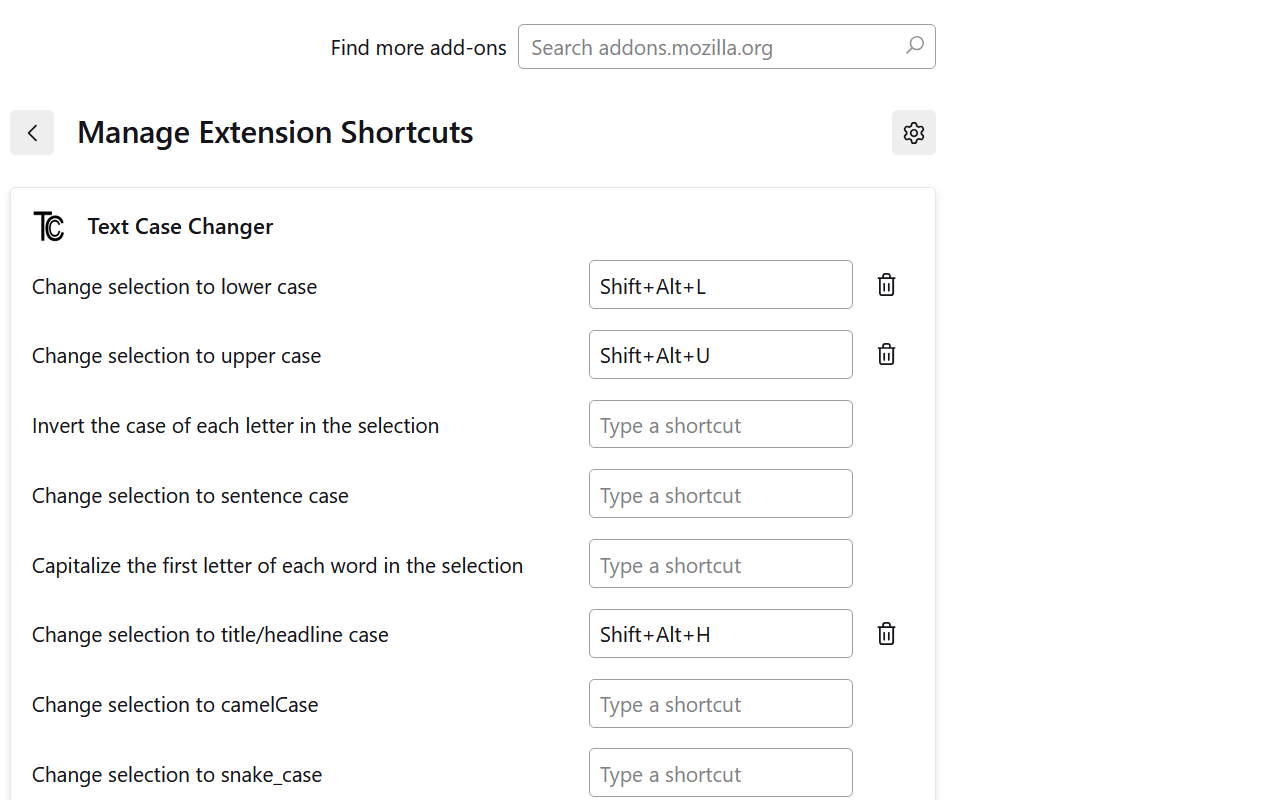 Find more add-ons Search addons.mozilla.org
Manage Extension Shortcuts
TC Text Case Changer
Change selection to lower case Shift+Alt+L
Change selection to upper case Shift+Alt+U
Invert the case of each letter in the selection Type a shortcut
Change selection to sentence case Type a shortcut
Capitalize the first letter of each word in the selection Type a shortcut
Change selection to title/headline case Shift+Alt+H
Change selection to camelCase Type a shortcut
Change selection to snake_case Type a shortcut